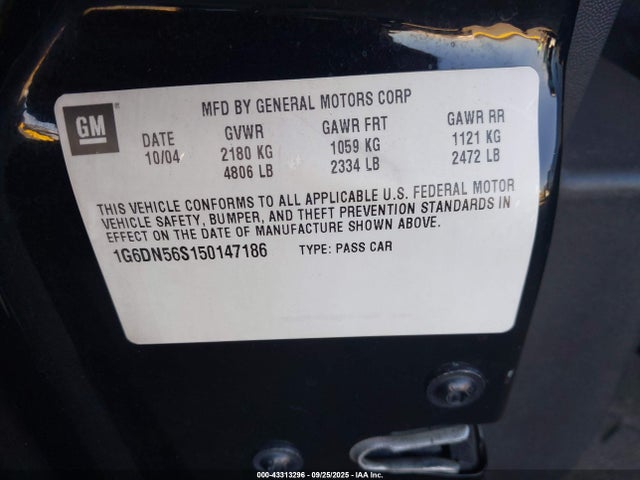 GM
MFD BY GENERAL MOTORS CORP
DATE GVWR GAWR FRT GAWR RR
10/04 2180 KG 1059 KG 1121 KG
4806 LB 2334 LB 2472 LB
THIS VEHICLE CONFORMS TO ALL APPLICABLE U.S. FEDERAL MOTOR
VEHICLE SAFETY, BUMPER, AND THEFT PREVENTION STANDARDS IN
EFFECT ON THE DATE OF MANUFACTURE SHOWN ABOVE.
1G6DN56S150147186 TYPE: PASS CAR
000-43313296 - 09/25/2025 - IAAI.COM